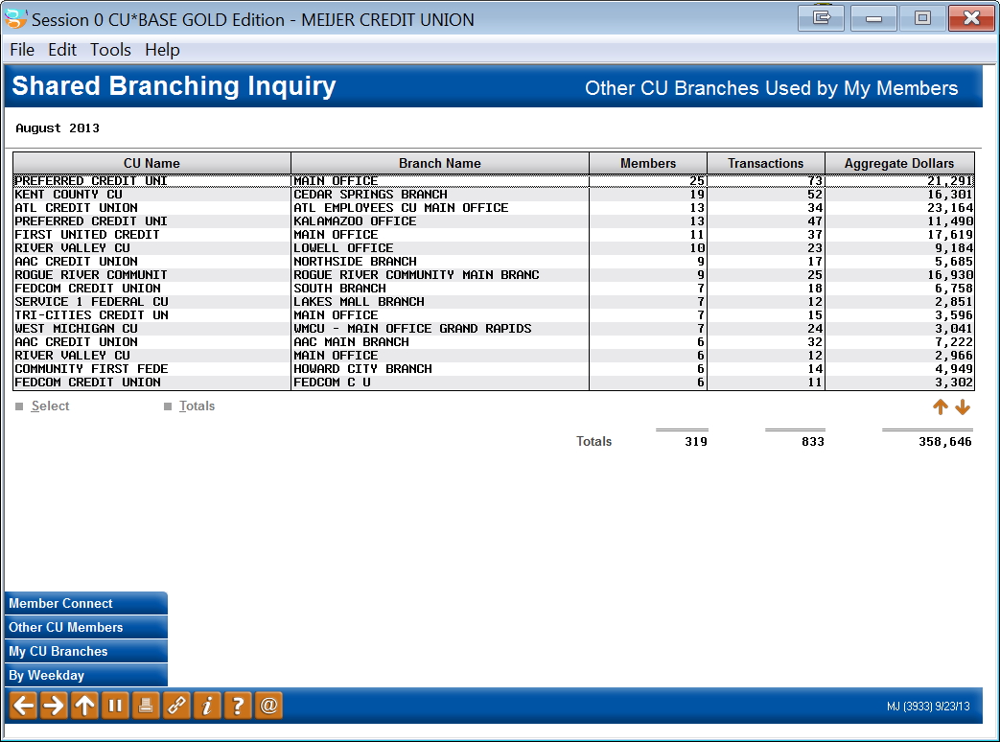 Session 0 CU*BASE GOLD Edition - MEIJER CREDIT UNION
File Edit Tools Help
Shared Branching Inquiry Other CU Branches Used by My Members
August 2013
CU Name Branch Name Members Transactions Aggregate Dollars
PREFERRED CREDIT UNI MAIN OFFICE 25 73 21,291
KENT COUNTY CU CEDAR SPRINGS BRANCH 19 52 16,301
ATL CREDIT UNION ATL EMPLOYEES CU MAIN OFFICE 13 34 23,164
PREFERRED CREDIT UNI KALAMAZOO OFFICE 13 47 11,490
FIRST UNITED CREDIT MAIN OFFICE 11 37 17,619
RIVER VALLEY CU LOWELL OFFICE 10 23 9,184
AAC CREDIT UNION NORTHSIDE BRANCH 9 17 5,685
ROGUE RIVER COMMUNIT ROGUE RIVER COMMUNITY MAIN BRANC 9 25 16,930
FEDCOM CREDIT UNION SOUTH BRANCH 7 18 6,758
SERVICE 1 FEDERAL CU LAKES MALL BRANCH 7 12 2,851
TRI-CITIES CREDIT UN MAIN OFFICE 7 15 3,596
WEST MICHIGAN CU WMCU - MAIN OFFICE GRAND RAPIDS 7 24 3,041
AAC CREDIT UNION AAC MAIN BRANCH 6 32 7,222
RIVER VALLEY CU MAIN OFFICE 6 12 2,966
COMMUNITY FIRST FEDE HOWARD CITY BRANCH 6 14 4,949
FEDCOM CREDIT UNION FEDCOM C U 6 11 3,302
Select Totals
Totals 319 833 358,646
Member Connect
Other CU Members
My CU Branches
By Weekday
i ? @ MJ (3933) 9/23/13